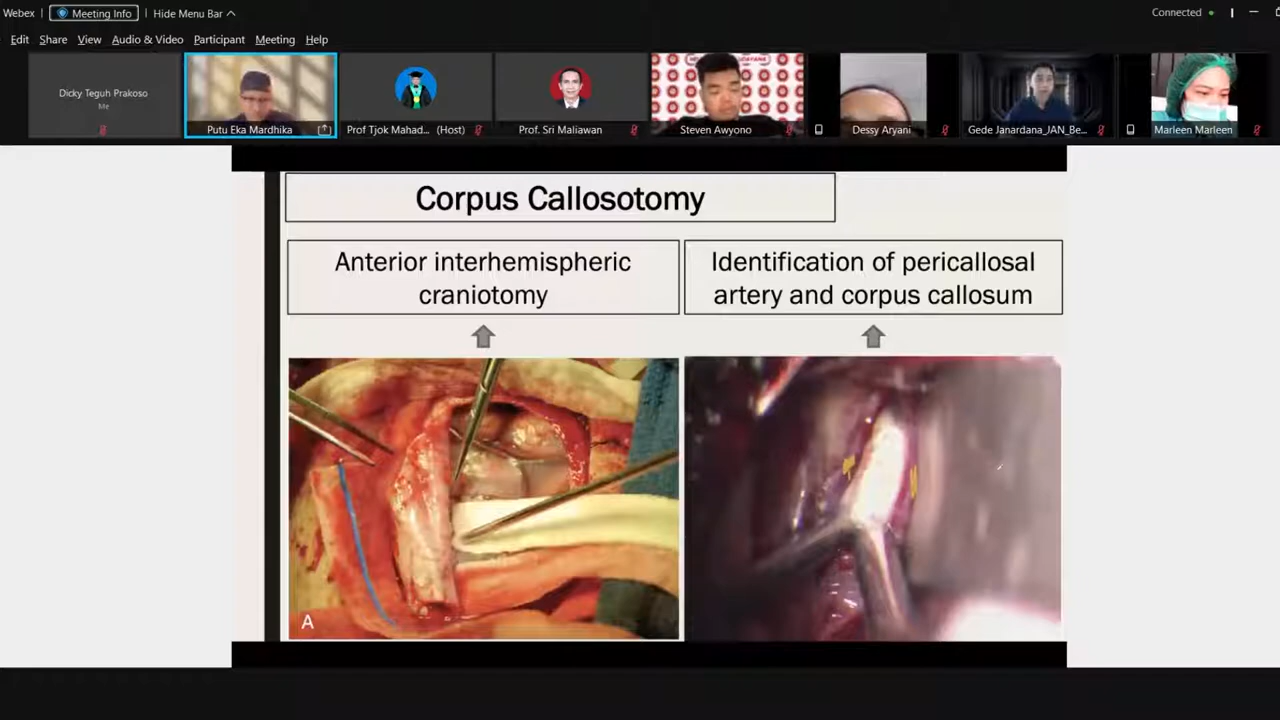 Webex
Meeting Info
Hide Menu Bar
Connected
Edit Share View Audio & Video Participant Meeting Help
Dicky Teguh Prakoso
Me
Putu Eka Mardhika
Prof Tjok Mahad... (Host)
Prof. Sri Maliawan
Steven Awyono
Dessy Aryani
Gede Janardana_JAN_Be...
Marleen Marleen
Corpus Callosotomy
Anterior interhemispheric
craniotomy
Identification of pericallosal
artery and corpus callosum
A